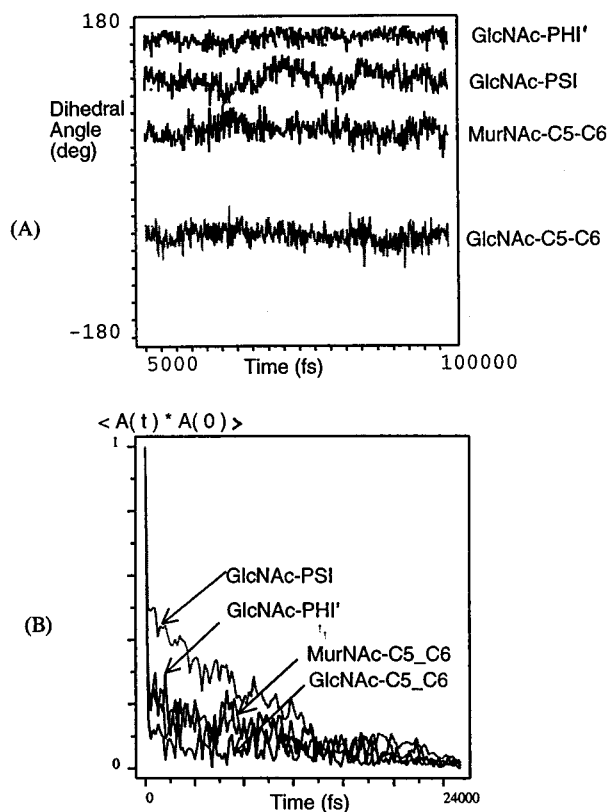 180
GlcNAc-PHI'
GlcNAc-PSI
Dihedral
Angle
(deg)
MurNAc-C5-C6
(A)
GlcNAc-C5-C6
-180
5000
Time (fs)
100000
< A( t ) * A( 0 ) >
1
GlcNAc-PSI
GlcNAc-PHI'
(B)
MurNAc-C5_C6
GlcNAc-C5_C6
0
0
Time (fs)
24000